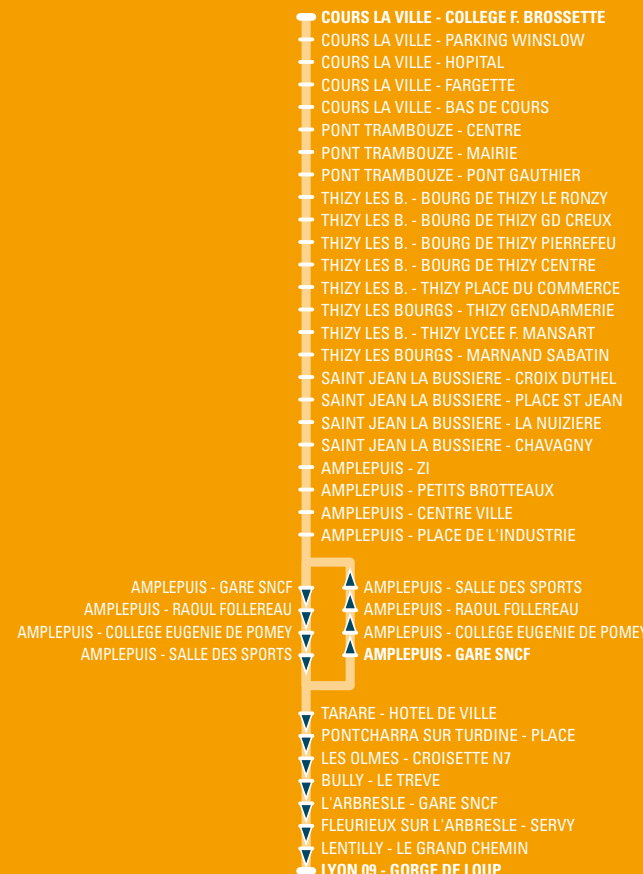 COURS LA VILLE - COLLEGE F. BROSSETTE
COURS LA VILLE - PARKING WINSLOW
COURS LA VILLE - HOPITAL
COURS LA VILLE - FARGETTE
COURS LA VILLE - BAS DE COURS
PONT TRAMBOUZE - CENTRE
PONT TRAMBOUZE - MAIRIE
PONT TRAMBOUZE - PONT GAUTHIER
THIZY LES B. - BOURG DE THIZY LE RONZY
THIZY LES B. - BOURG DE THIZY GD CREUX
THIZY LES B. - BOURG DE THIZY PIERREFEU
THIZY LES B. - BOURG DE THIZY CENTRE
THIZY LES B. - THIZY PLACE DU COMMERCE
THIZY LES BOURGS - THIZY GENDARMERIE
THIZY LES B. - THIZY LYCEE F. MANSART
THIZY LES BOURGS - MARNAND SABATIN
SAINT JEAN LA BUSSIERE - CROIX DUTHEL
SAINT JEAN LA BUSSIERE - PLACE ST JEAN
SAINT JEAN LA BUSSIERE - LA NUIZIERE
SAINT JEAN LA BUSSIERE - CHAVAGNY
AMPLEPUIS - ZI
AMPLEPUIS - PETITS BROTTEAUX
AMPLEPUIS - CENTRE VILLE
AMPLEPUIS - PLACE DE L'INDUSTRIE
AMPLEPUIS - GARE SNCF
AMPLEPUIS - RAOUL FOLLEREAU
AMPLEPUIS - COLLEGE EUGENIE DE POMEY
AMPLEPUIS - SALLE DES SPORTS
AMPLEPUIS - SALLE DES SPORTS
AMPLEPUIS - RAOUL FOLLEREAU
AMPLEPUIS - COLLEGE EUGENIE DE POMEY
AMPLEPUIS - GARE SNCF
TARARE - HOTEL DE VILLE
PONTCHARRA SUR TURDINE - PLACE
LES OLMES - CROISETTE N7
BULLY - LE TREVE
L'ARBRESLE - GARE SNCF
FLEURIEUX SUR L'ARBRESLE - SERVY
LENTILLY - LE GRAND CHEMIN
LYON 09 - GORGE DE LOUP